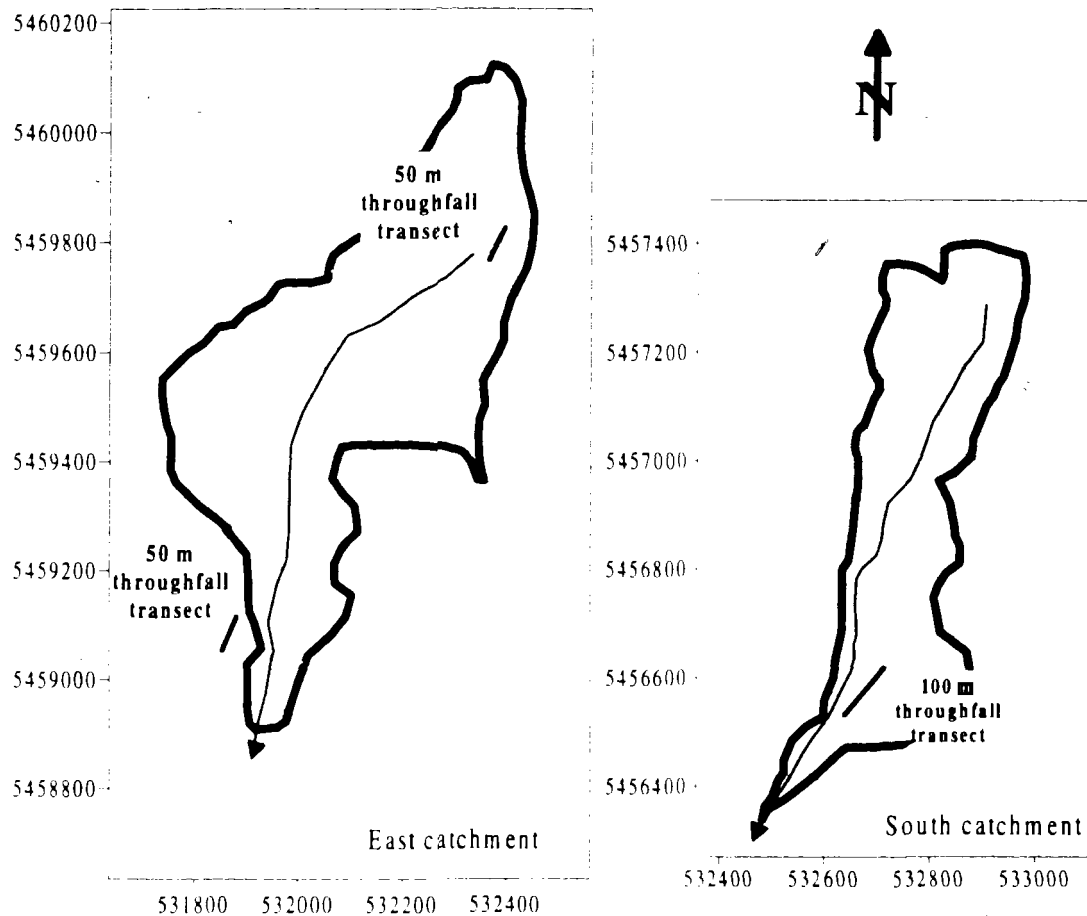 5460200
5460000
5459800
5459600
5459400
5459200
5459000
5458800
50 m
throughfall
transect
50 m
throughfall
transect
East catchment
531800 532000 532200 532400
N
5457400
5457200
5457000
5456800
5456600
5456400
100 m
throughfall
transect
South catchment
532400 532600 532800 533000